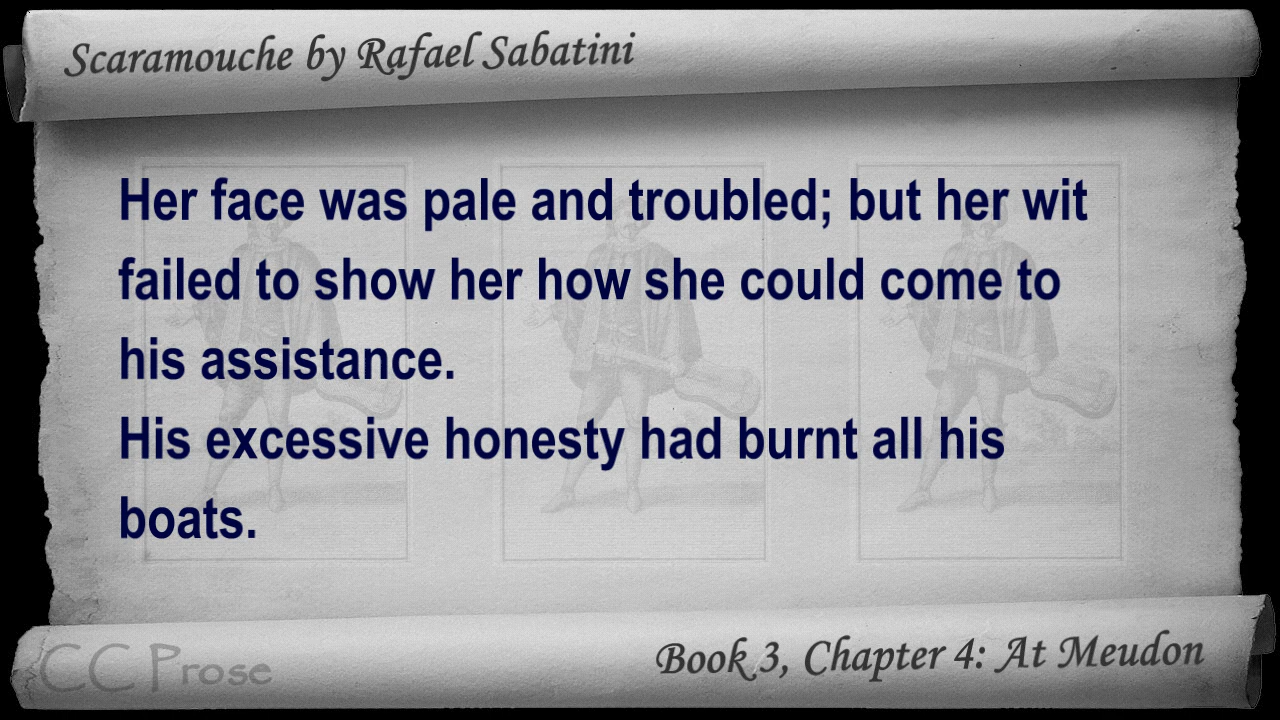 Scaramouche by Rafael Sabatini
Her face was pale and troubled; but her wit
failed to show her how she could come to
his assistance.
His excessive honesty had burnt all his
boats.
CC Prose
Book 3, Chapter 4: At Meudon